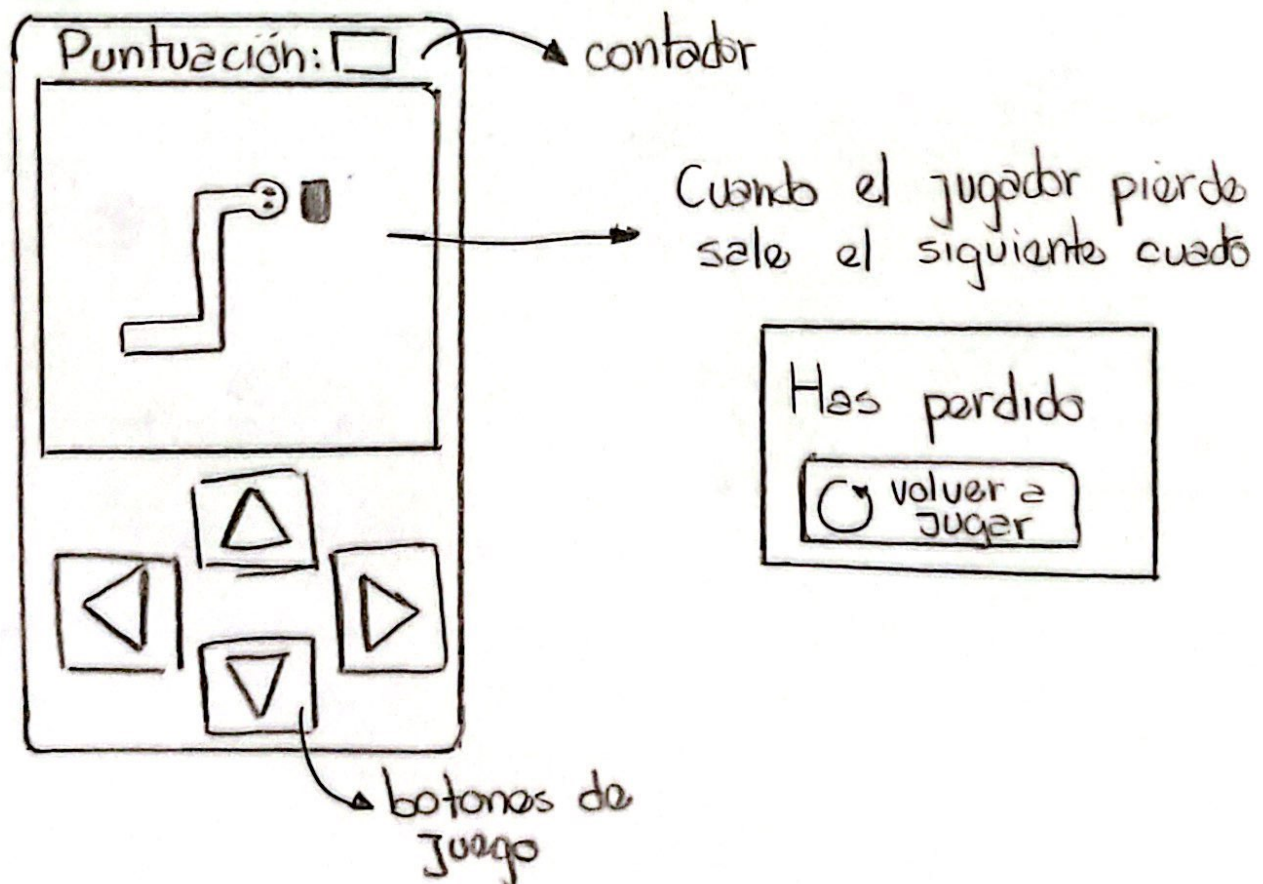 Puntuación:
contador
Cuando el jugador pierde
sale el siguiente cuado
Has perdido
volver a
jugar
botones de
juego